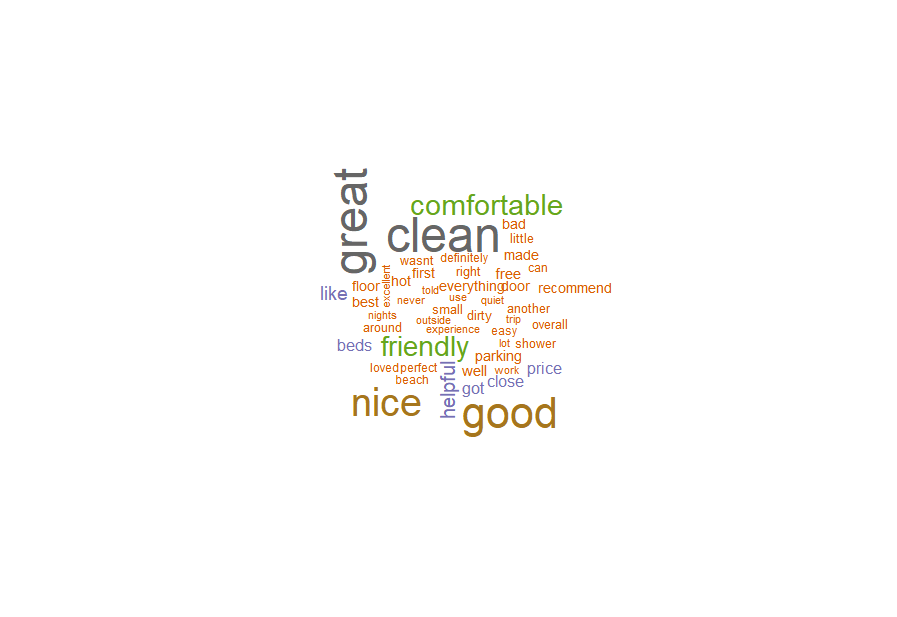 great
comfortable
clean
bad
little
wasnt
definitely
made
first
right
free
can
like
floor
excellent
hot
told
everything
door
recommend
best
never
use
quiet
nights
small
another
outside
dirty
trip
around
experience
easy
overall
beds
friendly
lot
shower
parking
loved
perfect
helpful
well
work
price
beach
got
close
nice
good